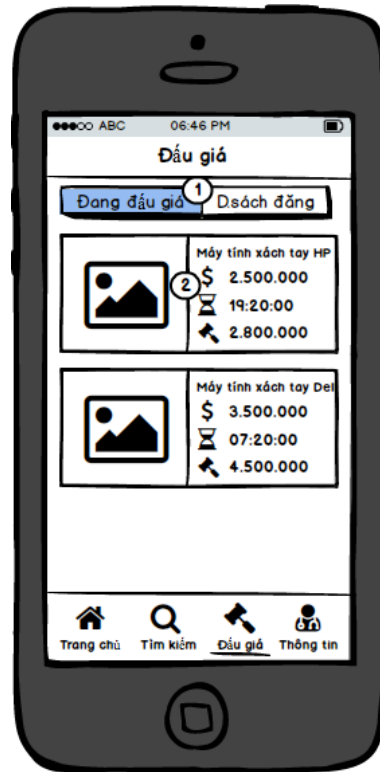 ABC 06:46 PM
Đấu giá
Đang đấu giá 1 D.sách đăng
Máy tính xách tay HP
2 $ 2.500.000
19:20:00
2.800.000
Máy tính xách tay Del
$ 3.500.000
07:20:00
4.500.000
Trang chủ Tìm kiếm Đấu giá Thông tin